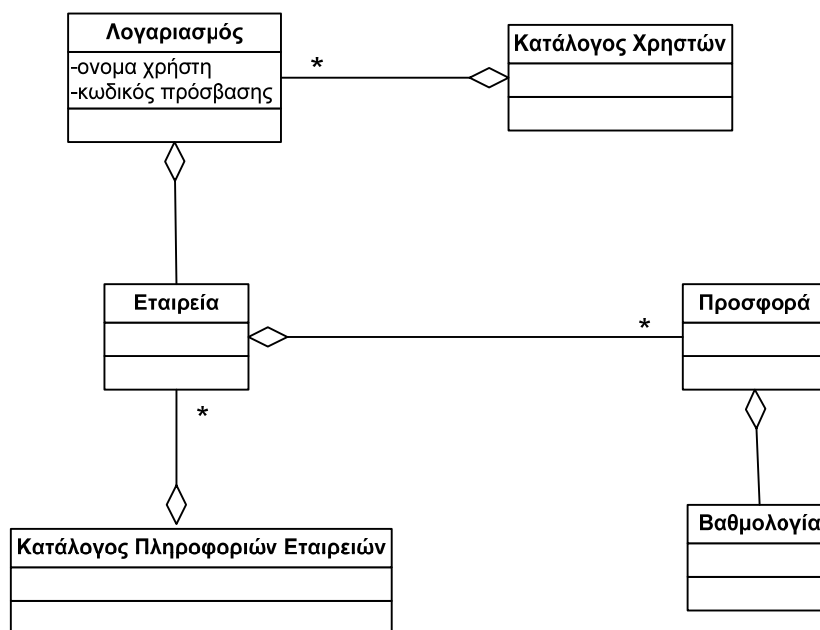 Λογαριασμός
-ονομα χρήστη
-κωδικός πρόσβασης
*
Κατάλογος Χρηστών
Εταιρεία
*
Προσφορά
*
Βαθμολογία
Κατάλογος Πληροφοριών Εταιρειών